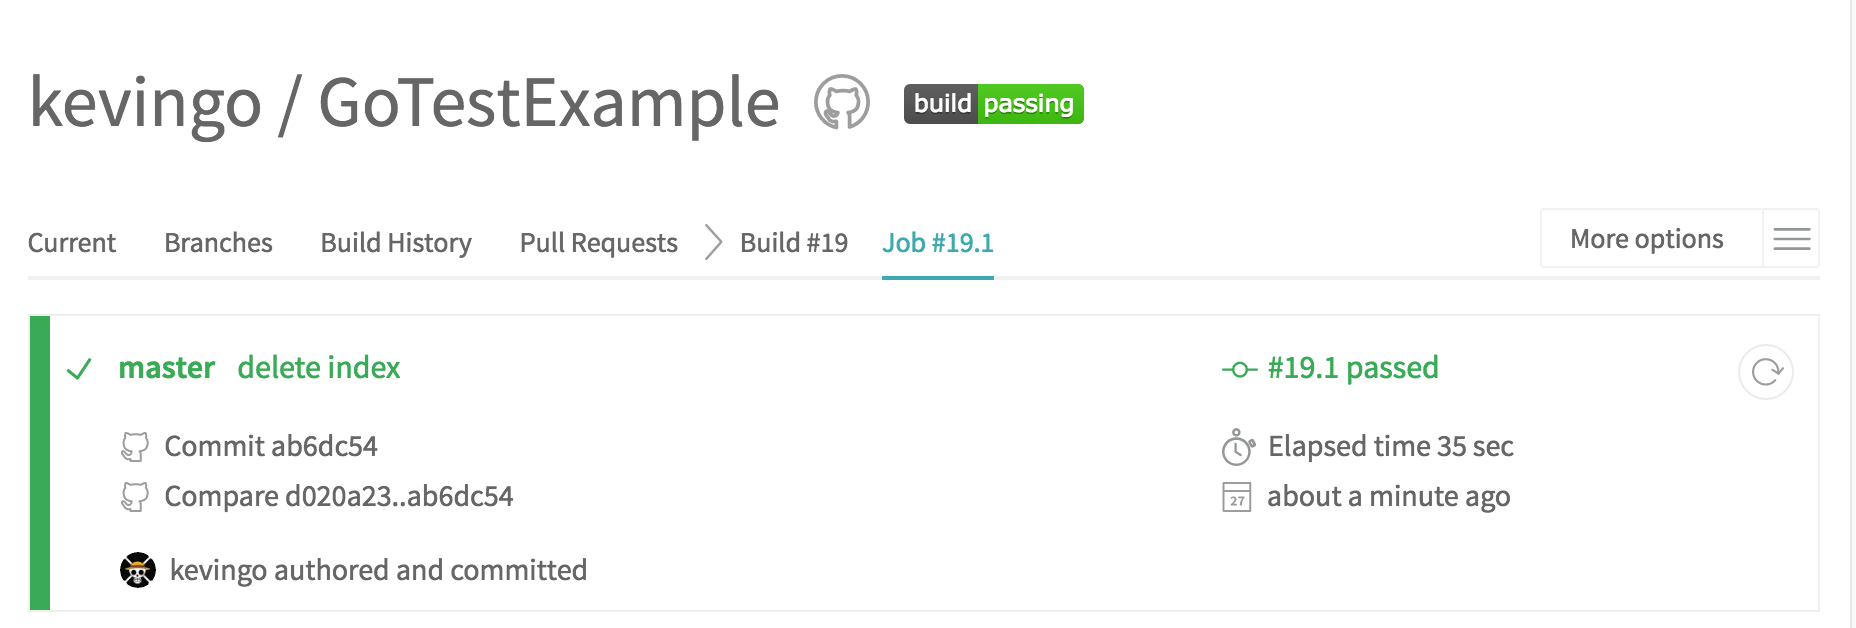 kevingo / GoTestExample build passing
Current Branches Build History Pull Requests Build #19 Job #19.1 More options
master delete index #19.1 passed
Commit ab6dc54 Elapsed time 35 sec
Compare d020a23..ab6dc54 27 about a minute ago
kevingo authored and committed